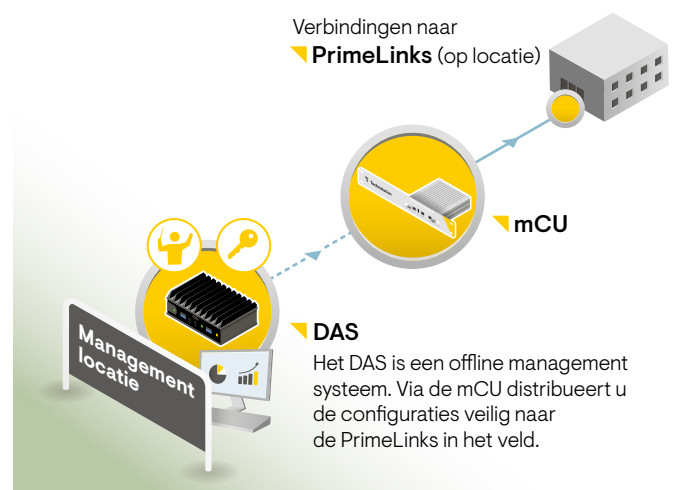 Verbindingen naar
PrimeLinks (op locatie)
Technolution
mCU
Management
locatie
DAS
Het DAS is een offline management
systeem. Via de mCU distribueert u
de configuraties veilig naar
de PrimeLinks in het veld.